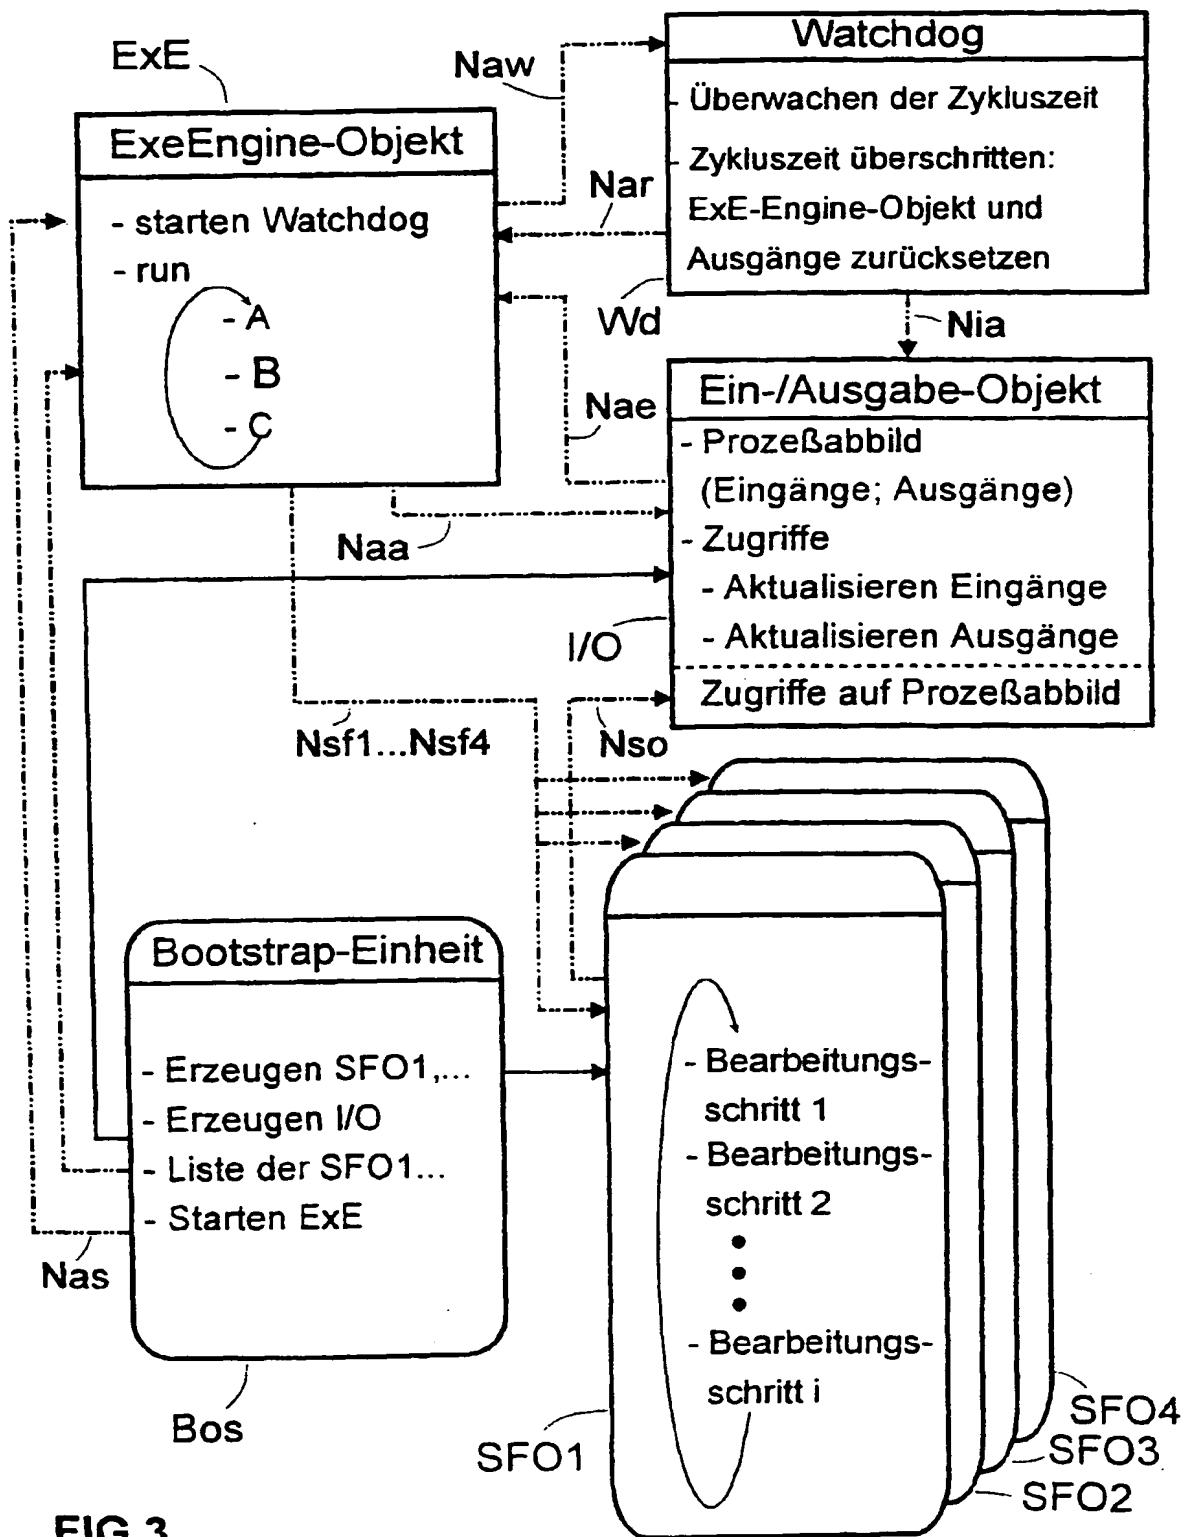 ExE
ExeEngine-Objekt
- starten Watchdog
- run
- A
- B
- C
Naw
Nar
Watchdog
- Überwachen der Zykluszeit
- Zykluszeit überschritten:
ExE-Engine-Objekt und
Ausgänge zurücksetzen
Wd
Nia
Nae
Naa
Ein-/Ausgabe-Objekt
- Prozeßabbild
(Eingänge; Ausgänge)
- Zugriffe
- Aktualisieren Eingänge
- Aktualisieren Ausgänge
Zugriffe auf Prozeßabbild
I/O
Nsf1...Nsf4
Nso
Bootstrap-Einheit
- Erzeugen SFO1,...
- Erzeugen I/O
- Liste der SFO1...
- Starten ExE
Nas
Bos
- Bearbeitungs-
schritt 1
- Bearbeitungs-
schritt 2
- Bearbeitungs-
schritt i
SFO1
SFO4
SFO3
SFO2
FIG 3